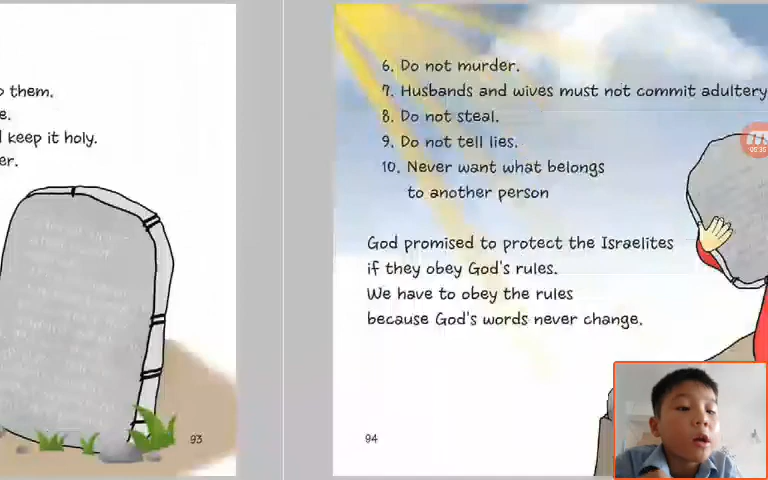 them.
keep it holy.
93
6. Do not murder.
7. Husbands and wives must not commit adultery
8. Do not steal.
9. Do not tell lies.
10. Never want what belongs
to another person
God promised to protect the Israelites
if they obey God's rules.
We have to obey the rules
because God's words never change.
94